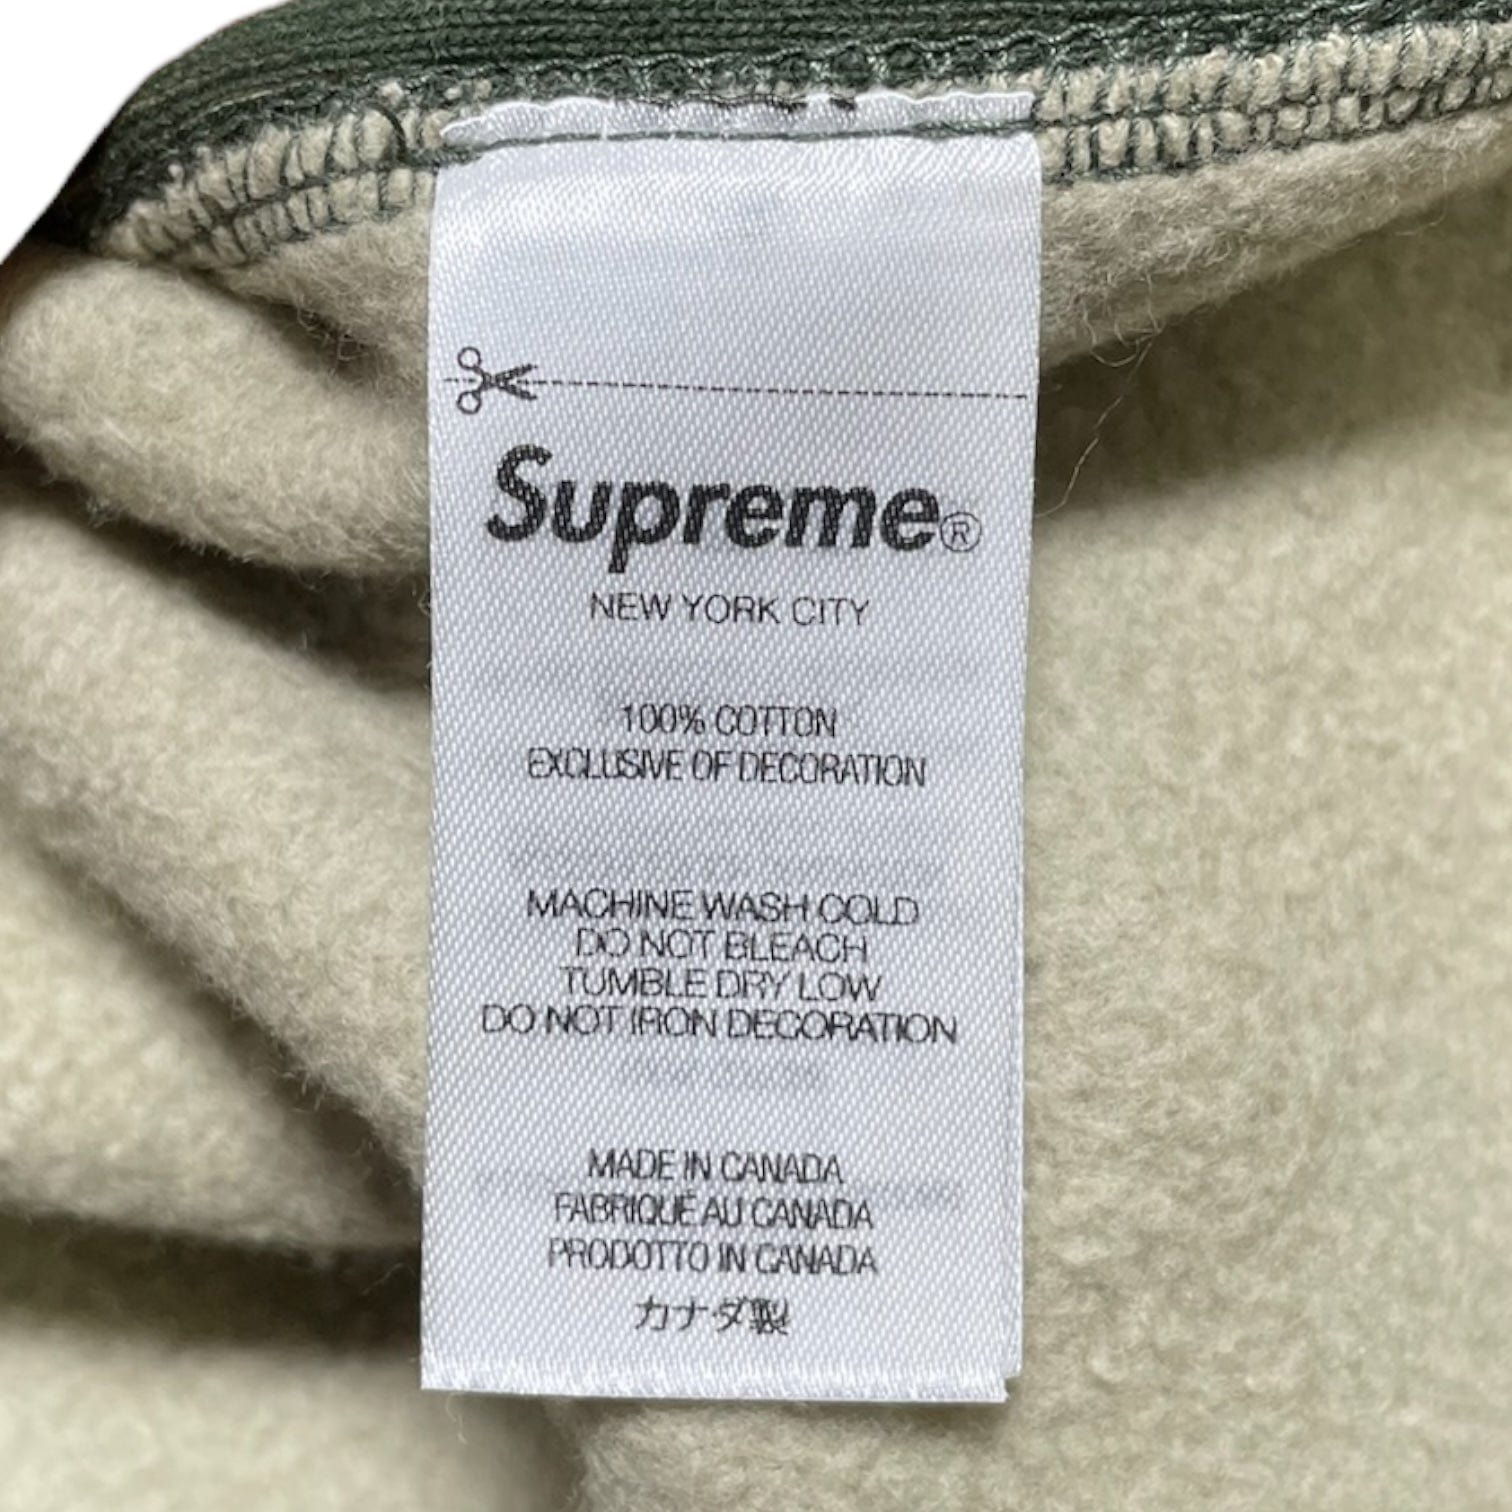 Supreme®
NEW YORK CITY
100% COTTON
EXCLUSIVE OF DECORATION
MACHINE WASH COLD
DO NOT BLEACH
TUMBLE DRY LOW
DO NOT IRON DECORATION
MADE IN CANADA
FABRIQUÉ AU CANADA
PRODOTTO IN CANADA
カナダ製